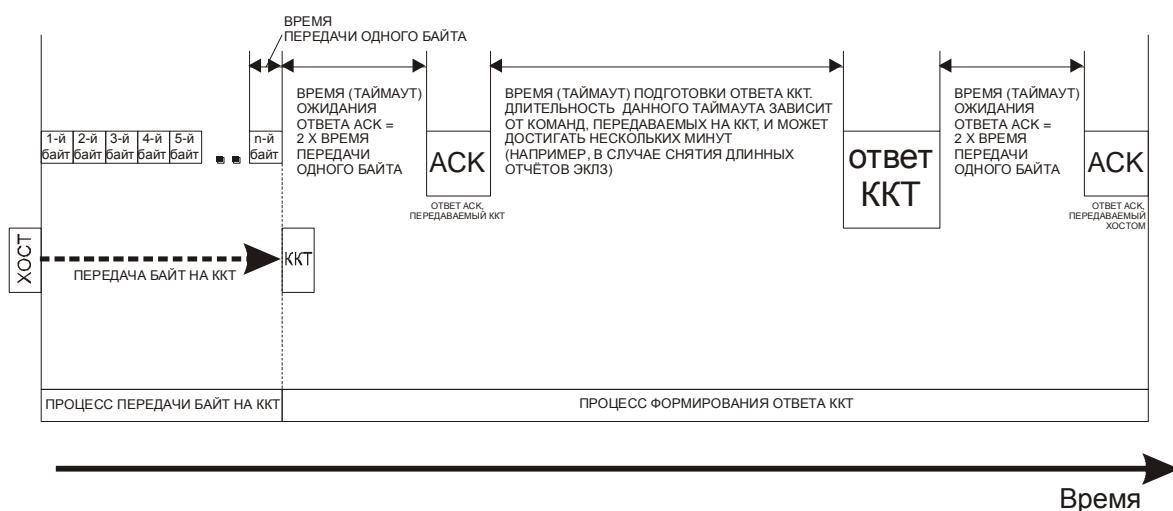 ВРЕМЯ
ПЕРЕДАЧИ ОДНОГО БАЙТА
ВРЕМЯ (ТАЙМАУТ)
ОЖИДАНИЯ
ОТВЕТА ACK =
2 X ВРЕМЯ
ПЕРЕДАЧИ
ОДНОГО БАЙТА
ВРЕМЯ (ТАЙМАУТ) ПОДГОТОВКИ ОТВЕТА ККТ.
ДЛИТЕЛЬНОСТЬ ДАННОГО ТАЙМАУТА ЗАВИСИТ
ОТ КОМАНД, ПЕРЕДАВАЕМЫХ НА ККТ, И МОЖЕТ
ДОСТИГАТЬ НЕСКОЛЬКИХ МИНУТ
(НАПРИМЕР, В СЛУЧАЕ СНЯТИЯ ДЛИННЫХ
ОТЧЁТОВ ЭКЛЗ)
ВРЕМЯ (ТАЙМАУТ)
ОЖИДАНИЯ
ОТВЕТА ACK =
2 X ВРЕМЯ
ПЕРЕДАЧИ
ОДНОГО БАЙТА
1-й байт
2-й байт
3-й байт
4-й байт
5-й байт
n-й байт
ACK
ОТВЕТ ACK,
ПЕРЕДАВАЕМЫЙ ККТ
ответ
ККТ
ACK
ОТВЕТ ACK,
ПЕРЕДАВАЕМЫЙ
ХОСТОМ
ХОСТ
ПЕРЕДАЧА БАЙТ НА ККТ
ККТ
ПРОЦЕСС ПЕРЕДАЧИ БАЙТ НА ККТ
ПРОЦЕСС ФОРМИРОВАНИЯ ОТВЕТА ККТ
Время